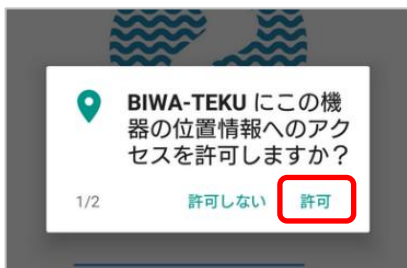 BIWA-TEKU にこの機
器の位置情報へのアク
セスを許可しますか？
1/2 許可しない 許可